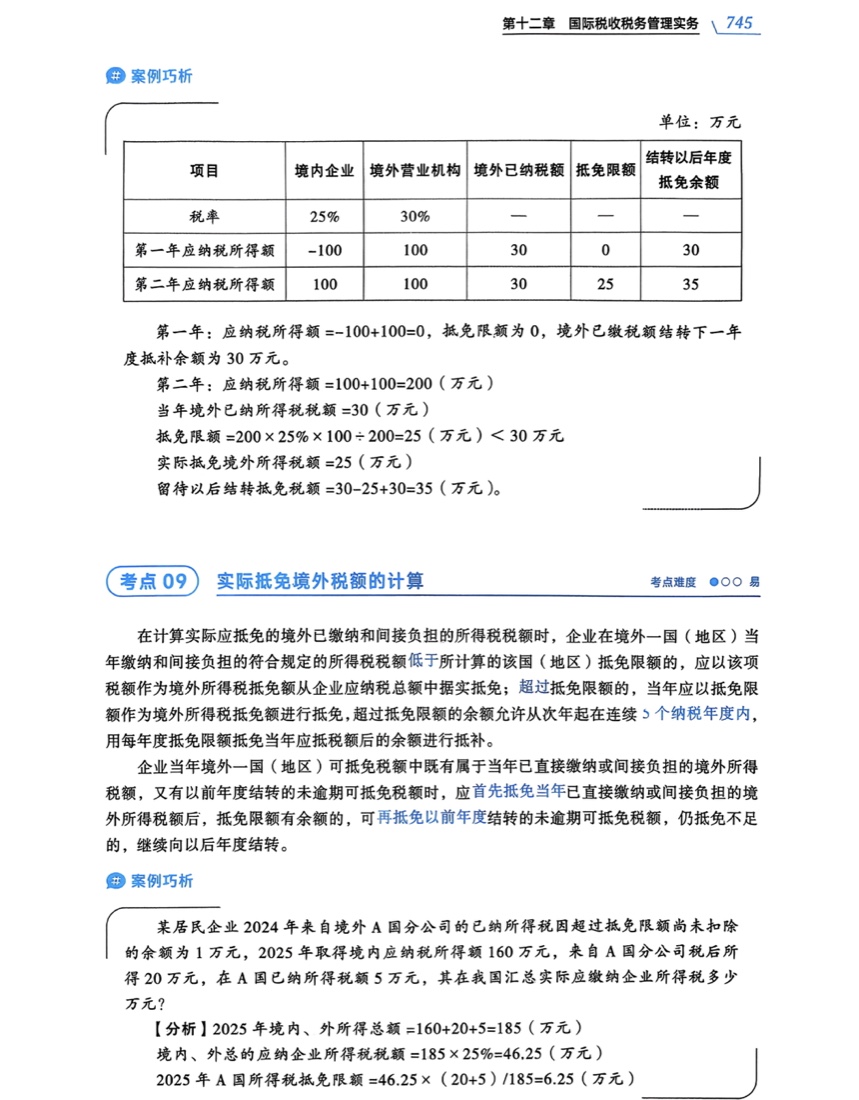 第十二章 国际税收税务管理实务 745
案例巧析
单位：万元
项目 境内企业 境外营业机构 境外已纳税额 抵免限额 结转以后年度抵免余额
税率 25% 30% — — —
第一年应纳税所得额 -100 100 30 0 30
第二年应纳税所得额 100 100 30 25 35
第一年：应纳税所得额=-100+100=0，抵免限额为0，境外已缴税额结转下一年
度抵补余额为30万元。
第二年：应纳税所得额=100+100=200（万元）
当年境外已纳所得税税额=30（万元）
抵免限额=200×25%×100÷200=25（万元）＜30万元
实际抵免境外所得税额=25（万元）
留待以后结转抵免税额=30-25+30=35（万元）。
考点09 实际抵免境外税额的计算 考点难度 易
在计算实际应抵免的境外已缴纳和间接负担的所得税税额时，企业在境外一国（地区）当
年缴纳和间接负担的符合规定的所得税税额低于所计算的该国（地区）抵免限额的，应以该项
税额作为境外所得税抵免额从企业应纳税总额中据实抵免；超过抵免限额的，当年应以抵免限
额作为境外所得税抵免额进行抵免，超过抵免限额的余额允许从次年起在连续5个纳税年度内，
用每年度抵免限额抵免当年应抵税额后的余额进行抵补。
企业当年境外一国（地区）可抵免税额中既有属于当年已直接缴纳或间接负担的境外所得
税额，又有以前年度结转的未逾期可抵免税额时，应首先抵免当年已直接缴纳或间接负担的境
外所得税额后，抵免限额有余额的，可再抵免以前年度结转的未逾期可抵免税额，仍抵免不足
的，继续向以后年度结转。
案例巧析
某居民企业2024年来自境外A国分公司的已纳所得税因超过抵免限额尚未扣除
的余额为1万元，2025年取得境内应纳税所得额160万元，来自A国分公司税后所
得20万元，在A国已纳所得税额5万元，其在我国汇总实际应缴纳企业所得税多少
万元？
【分析】2025年境内、外所得总额=160+20+5=185（万元）
境内、外总的应纳企业所得税税额=185×25%=46.25（万元）
2025年A国所得税抵免限额=46.25×（20+5）/185=6.25（万元）